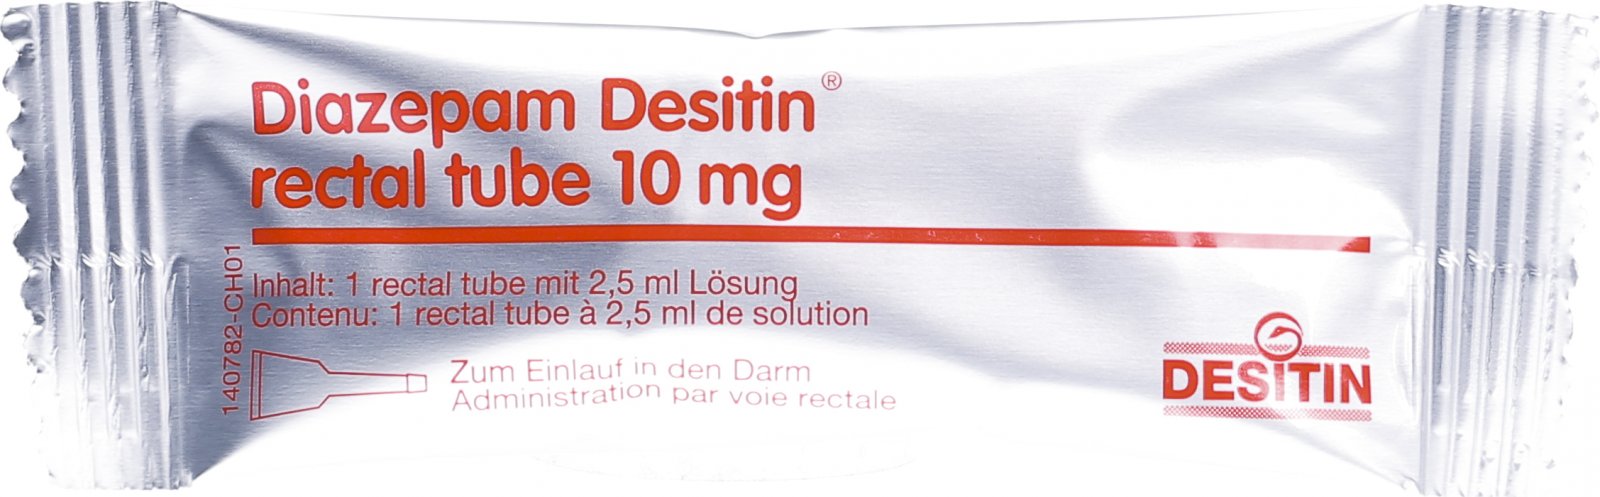 Diazepam Desitin®
rectal tube 10 mg
Inhalt: 1 rectal tube mit 2,5 ml Lösung
Contenu: 1 rectal tube à 2,5 ml de solution
140782-CH01
Zum Einlauf in den Darm
Administration par voie rectale
DESITIN